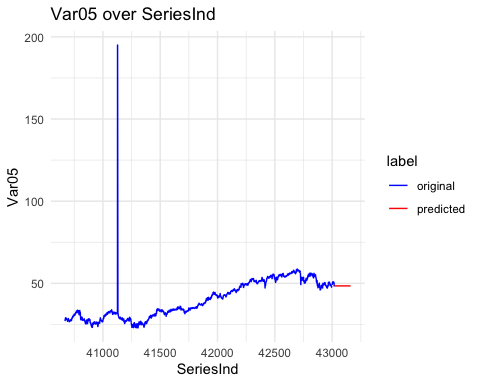 Var05 over SeriesInd
200
150
100
50
Var05
41000 41500 42000 42500 43000
SeriesInd
label
original
predicted